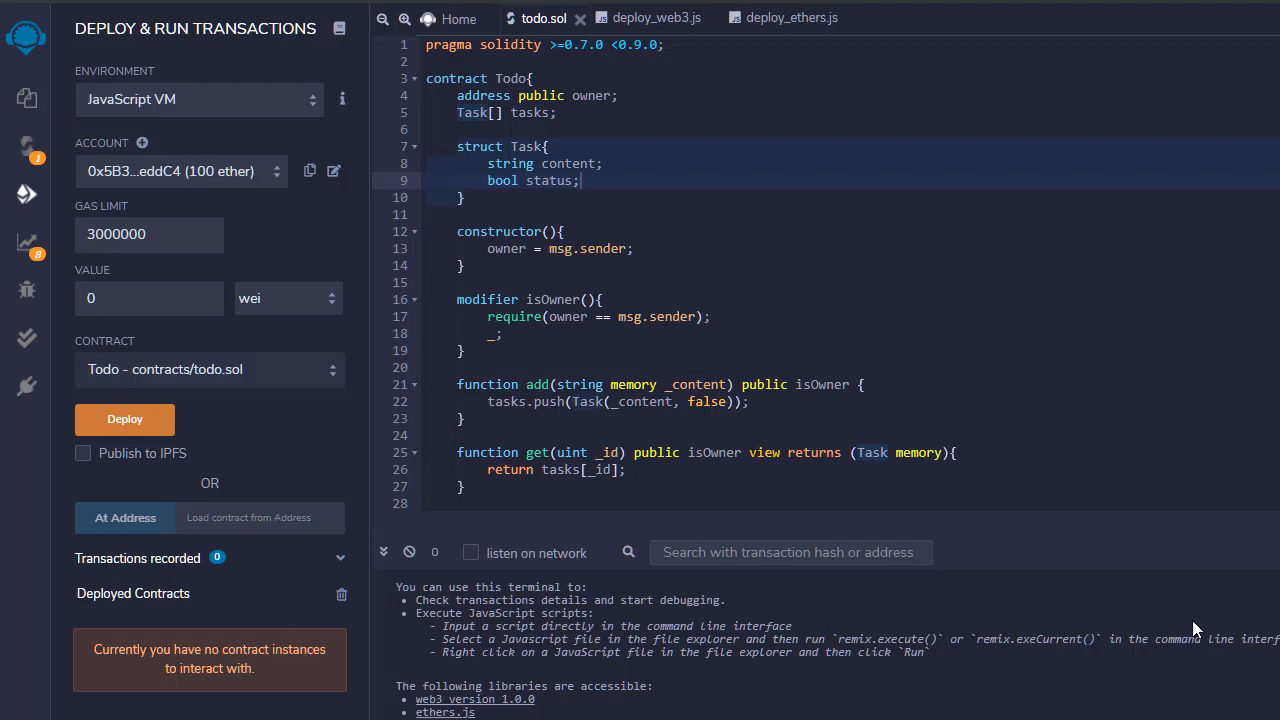 DEPLOY & RUN TRANSACTIONS
ENVIRONMENT
JavaScript VM
ACCOUNT
0x5B3...eddC4 (100 ether)
GAS LIMIT
3000000
VALUE
0
wei
CONTRACT
Todo - contracts/todo.sol
Deploy
Publish to IPFS
OR
At Address
Load contract from Address
Transactions recorded 0
Deployed Contracts
Currently you have no contract instances
to interact with.
1
8
Home
todo.sol
deploy_web3.js
deploy_ethers.js
1 pragma solidity >=0.7.0 <0.9.0;
2
3 contract Todo{
4 address public owner;
5 Task[] tasks;
6
7 struct Task{
8 string content;
9 bool status;
10 }
11
12 constructor(){
13 owner = msg.sender;
14 }
15
16 modifier isOwner(){
17 require(owner == msg.sender);
18 _;
19 }
20
21 function add(string memory _content) public isOwner {
22 tasks.push(Task(_content, false));
23 }
24
25 function get(uint _id) public isOwner view returns (Task memory){
26 return tasks[_id];
27 }
28
0
listen on network
Search with transaction hash or address
You can use this terminal to:
• Check transactions details and start debugging.
• Execute JavaScript scripts:
- Input a script directly in the command line interface
- Select a Javascript file in the file explorer and then run `remix.execute()` or `remix.exeCurrent()` in the command line interf
- Right click on a JavaScript file in the file explorer and then click `Run`
The following libraries are accessible:
• web3 version 1.0.0
• ethers.js